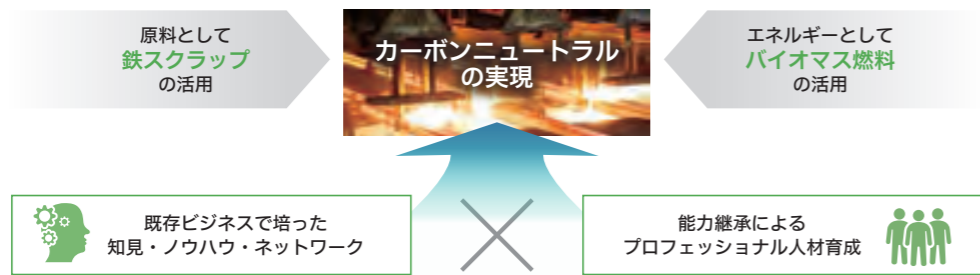 原料として
鉄スクラップ
の活用
カーボンニュートラル
の実現
エネルギーとして
バイオマス燃料
の活用
既存ビジネスで培った
知見・ノウハウ・ネットワーク
能力継承による
プロフェッショナル人材育成